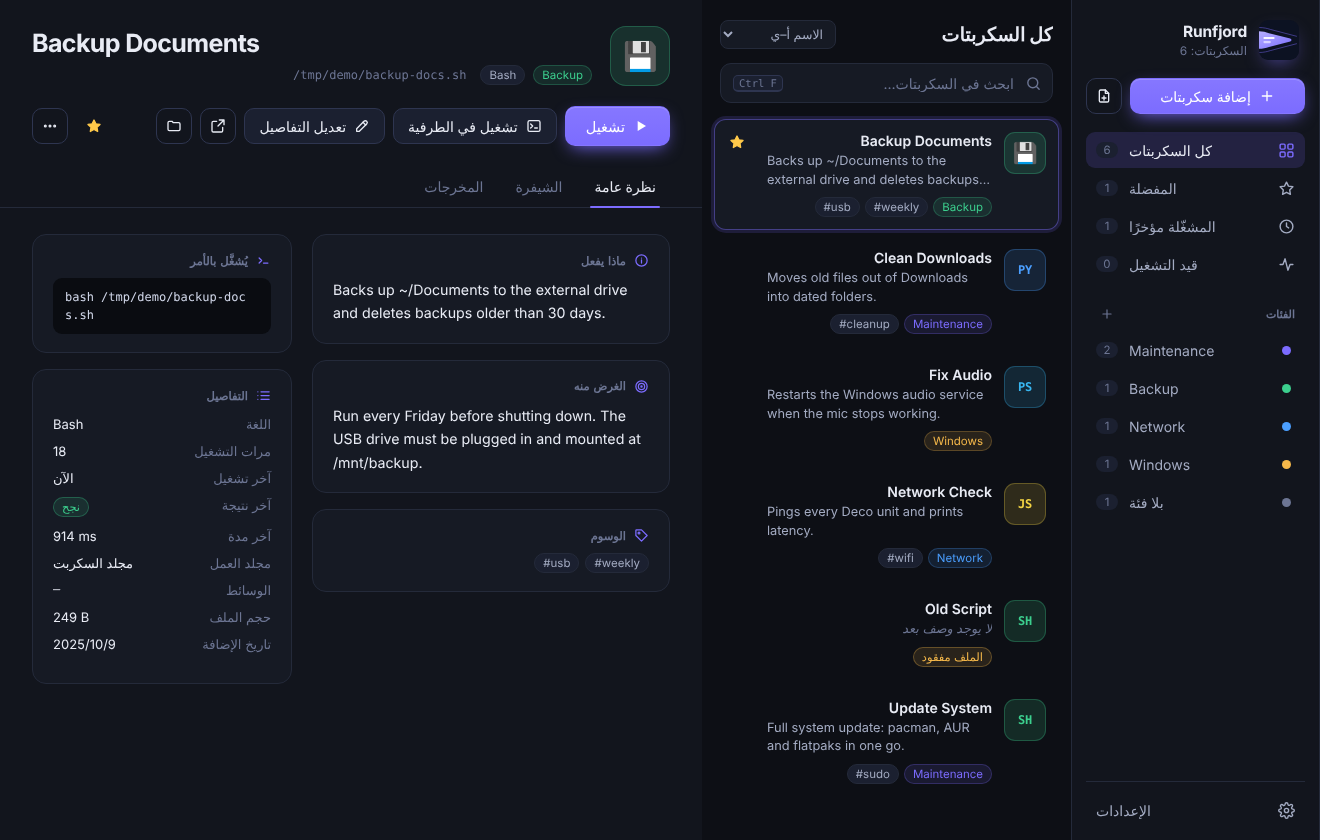 Runfjord
السكربتات: 6
إضافة سكربتات
كل السكربتات 6
المفضلة 1
المشغّلة مؤخرًا 1
قيد التشغيل 0
الفئات
Maintenance 2
Backup 1
Network 1
Windows 1
بلا فئة 1
الإعدادات
كل السكربتات
الاسم أ–ي
ابحث في السكربتات...
Ctrl F
Backup Documents
Backs up ~/Documents to the
external drive and deletes backups...
Backup #weekly #usb
PY
Clean Downloads
Moves old files out of Downloads
into dated folders.
Maintenance #cleanup
PS
Fix Audio
Restarts the Windows audio service
when the mic stops working.
Windows
JS
Network Check
Pings every Deco unit and prints
latency.
Network #wifi
SH
Old Script
لا يوجد وصف بعد
الملف مفقود
SH
Update System
Full system update: pacman, AUR
and flatpaks in one go.
Maintenance #sudo
Backup Documents
Backup Bash /tmp/demo/backup-docs.sh
تشغيل
تشغيل في الطرفية
تعديل التفاصيل
نظرة عامة
الشيفرة
المخرجات
ماذا يفعل
Backs up ~/Documents to the external drive
and deletes backups older than 30 days.
الغرض منه
Run every Friday before shutting down. The
USB drive must be plugged in and mounted at
/mnt/backup.
الوسوم
#weekly #usb
يُشغَّل بالأمر
bash /tmp/demo/backup-doc
s.sh
التفاصيل
اللغة Bash
مرات التشغيل 18
آخر تشغيل الآن
آخر نتيجة نجح
آخر مدة 914 ms
مجلد العمل مجلد السكربت
الوسائط –
حجم الملف 249 B
تاريخ الإضافة 2025/10/9